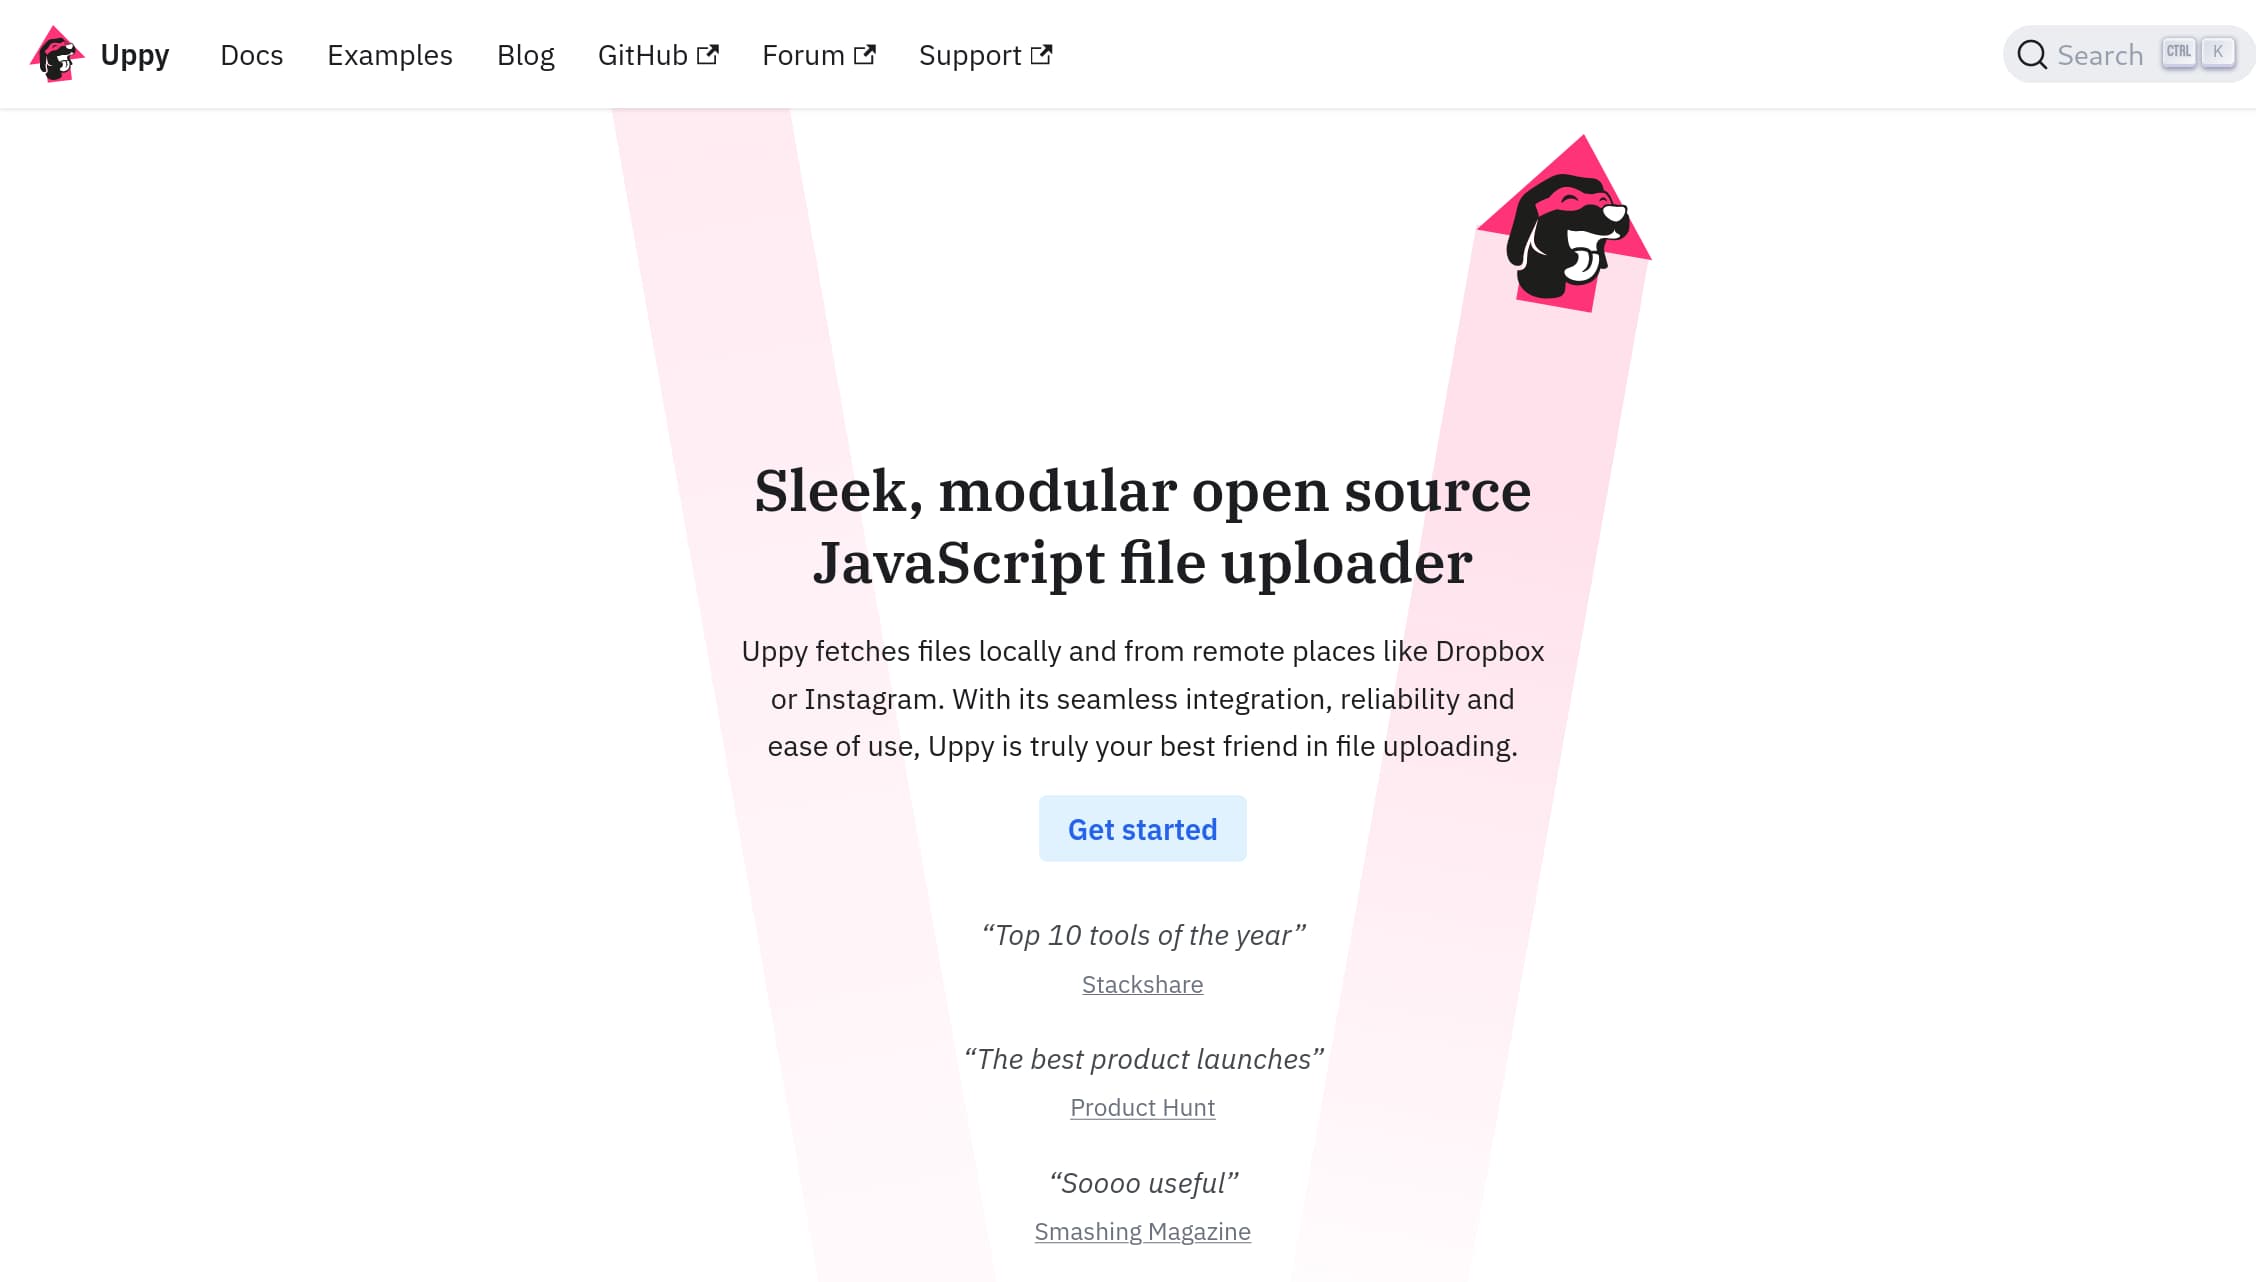 Uppy Docs Examples Blog GitHub Forum Support Search CTRL K
Sleek, modular open source
JavaScript file uploader
Uppy fetches files locally and from remote places like Dropbox
or Instagram. With its seamless integration, reliability and
ease of use, Uppy is truly your best friend in file uploading.
Get started
“Top 10 tools of the year”
Stackshare
“The best product launches”
Product Hunt
“Soooo useful”
Smashing Magazine